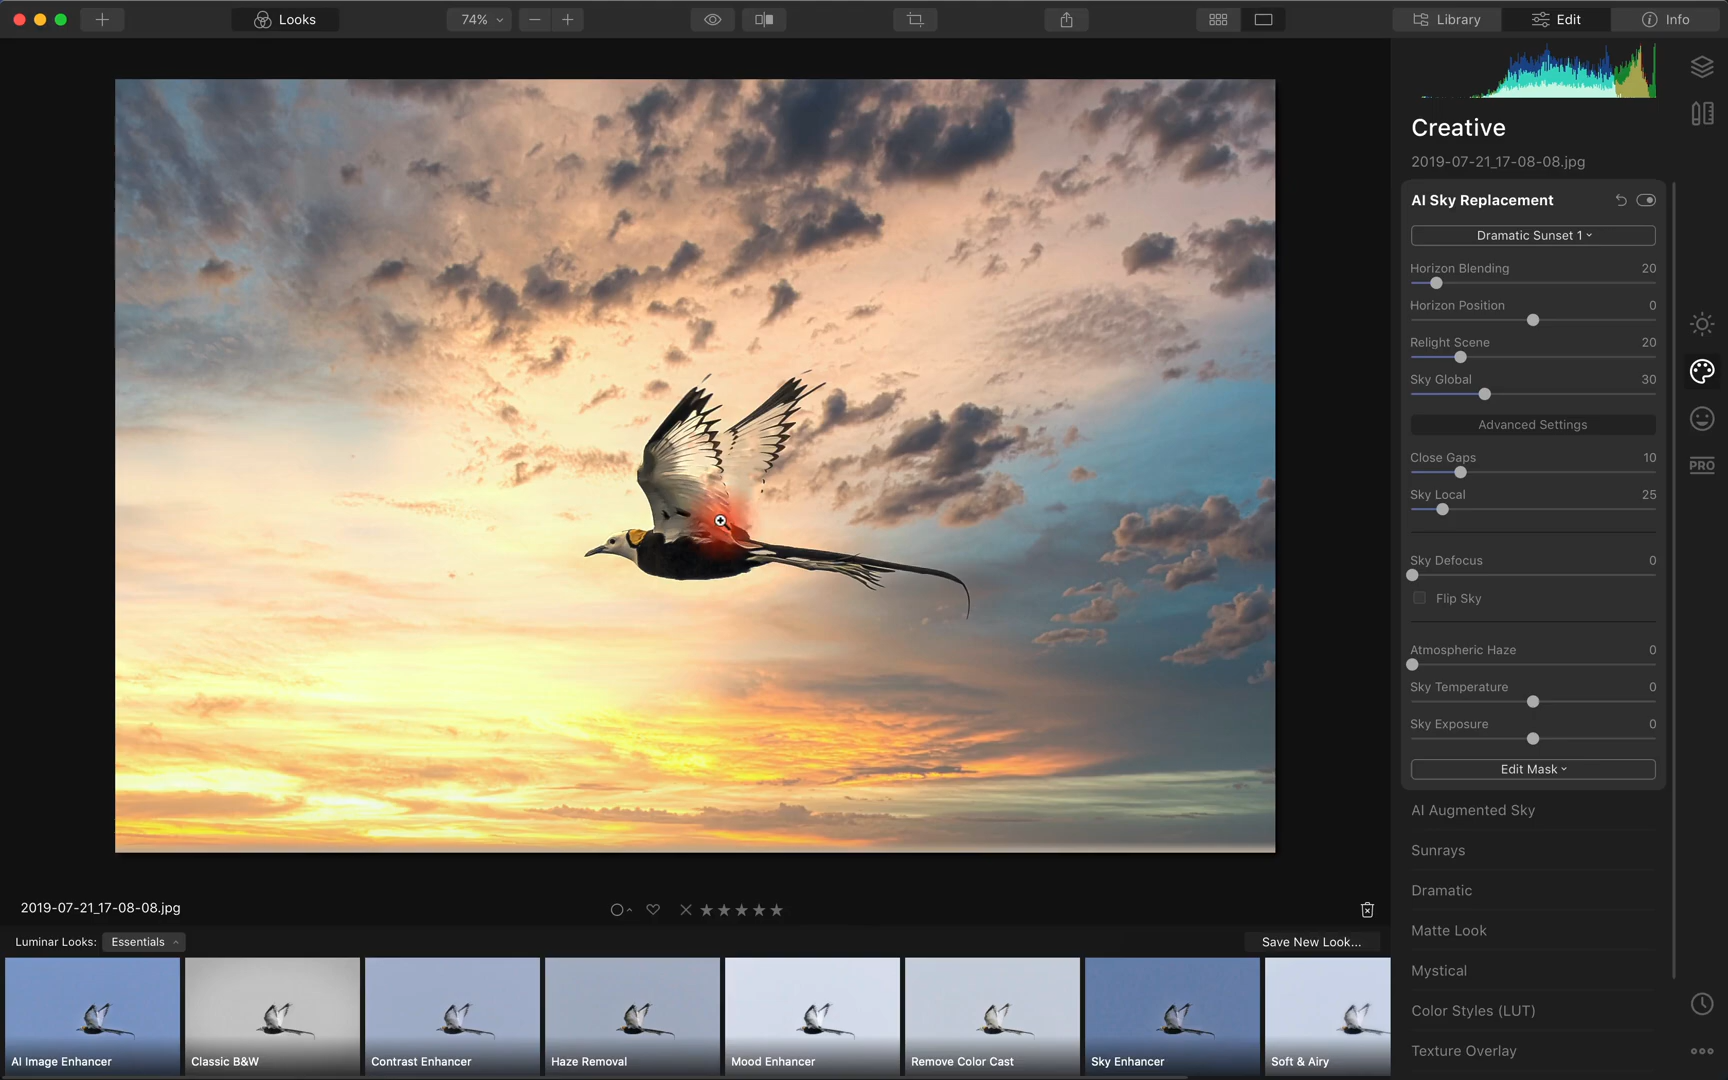 Looks
74%
Library
Edit
Info
Creative
2019-07-21_17-08-08.jpg
AI Sky Replacement
Dramatic Sunset 1
Horizon Blending 20
Horizon Position 0
Relight Scene 20
Sky Global 30
Advanced Settings
Close Gaps 10
Sky Local 25
Sky Defocus 0
Flip Sky
Atmospheric Haze 0
Sky Temperature 0
Sky Exposure 0
Edit Mask
AI Augmented Sky
Sunrays
Dramatic
Matte Look
Mystical
Color Styles (LUT)
Texture Overlay
PRO
2019-07-21_17-08-08.jpg
Luminar Looks: Essentials
Save New Look...
AI Image Enhancer
Classic B&W
Contrast Enhancer
Haze Removal
Mood Enhancer
Remove Color Cast
Sky Enhancer
Soft & Airy